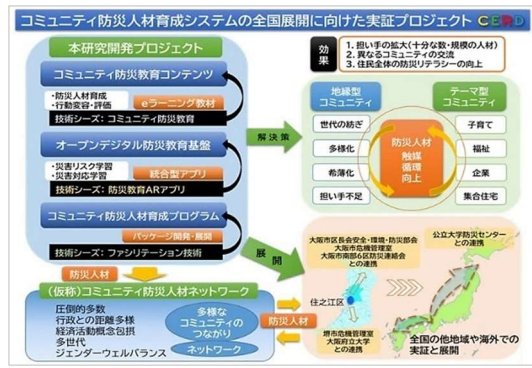 コミュニティ防災人材育成システムの全国展開に向けた実証プロジェクト CERD
本研究開発プロジェクト
コミュニティ防災教育コンテンツ
・防災人材育成
・行動変容・評価
eラーニング教材
技術シーズ：コミュニティ防災教育
オープンデジタル防災教育基盤
・災害リスク学習
・災害対応学習
統合型アプリ
技術シーズ：防災教育ARアプリ
コミュニティ防災人材育成プログラム
パッケージ開発・展開
技術シーズ：ファシリテーション技術
解決策
展開
効果
1. 担い手の拡大（十分な数・規模の人材）
2. 異なるコミュニティの交流
3. 住民全体の防災リテラシーの向上
地縁型
コミュニティ
世代の紡ぎ
多様化
希薄化
担い手不足
防災人材
触媒
循環
向上
テーマ型
コミュニティ
子育て
福祉
企業
集合住宅
防災人材
（仮称）コミュニティ防災人材ネットワーク
圧倒的多数
行政との距離多様
経済活動概念包摂
多世代
ジェンダーウェルバランス
多様な
コミュニティの
つながり
ネットワーク
防災人材
大阪市区長会安全・環境・防災部会
大阪市危機管理室
大阪市南部6区防災連絡会
との連携
住之江区
堺市危機管理室
大阪府立大学
との連携
公立大学防災センター
との連携
全国の他地域や海外での
実証と展開